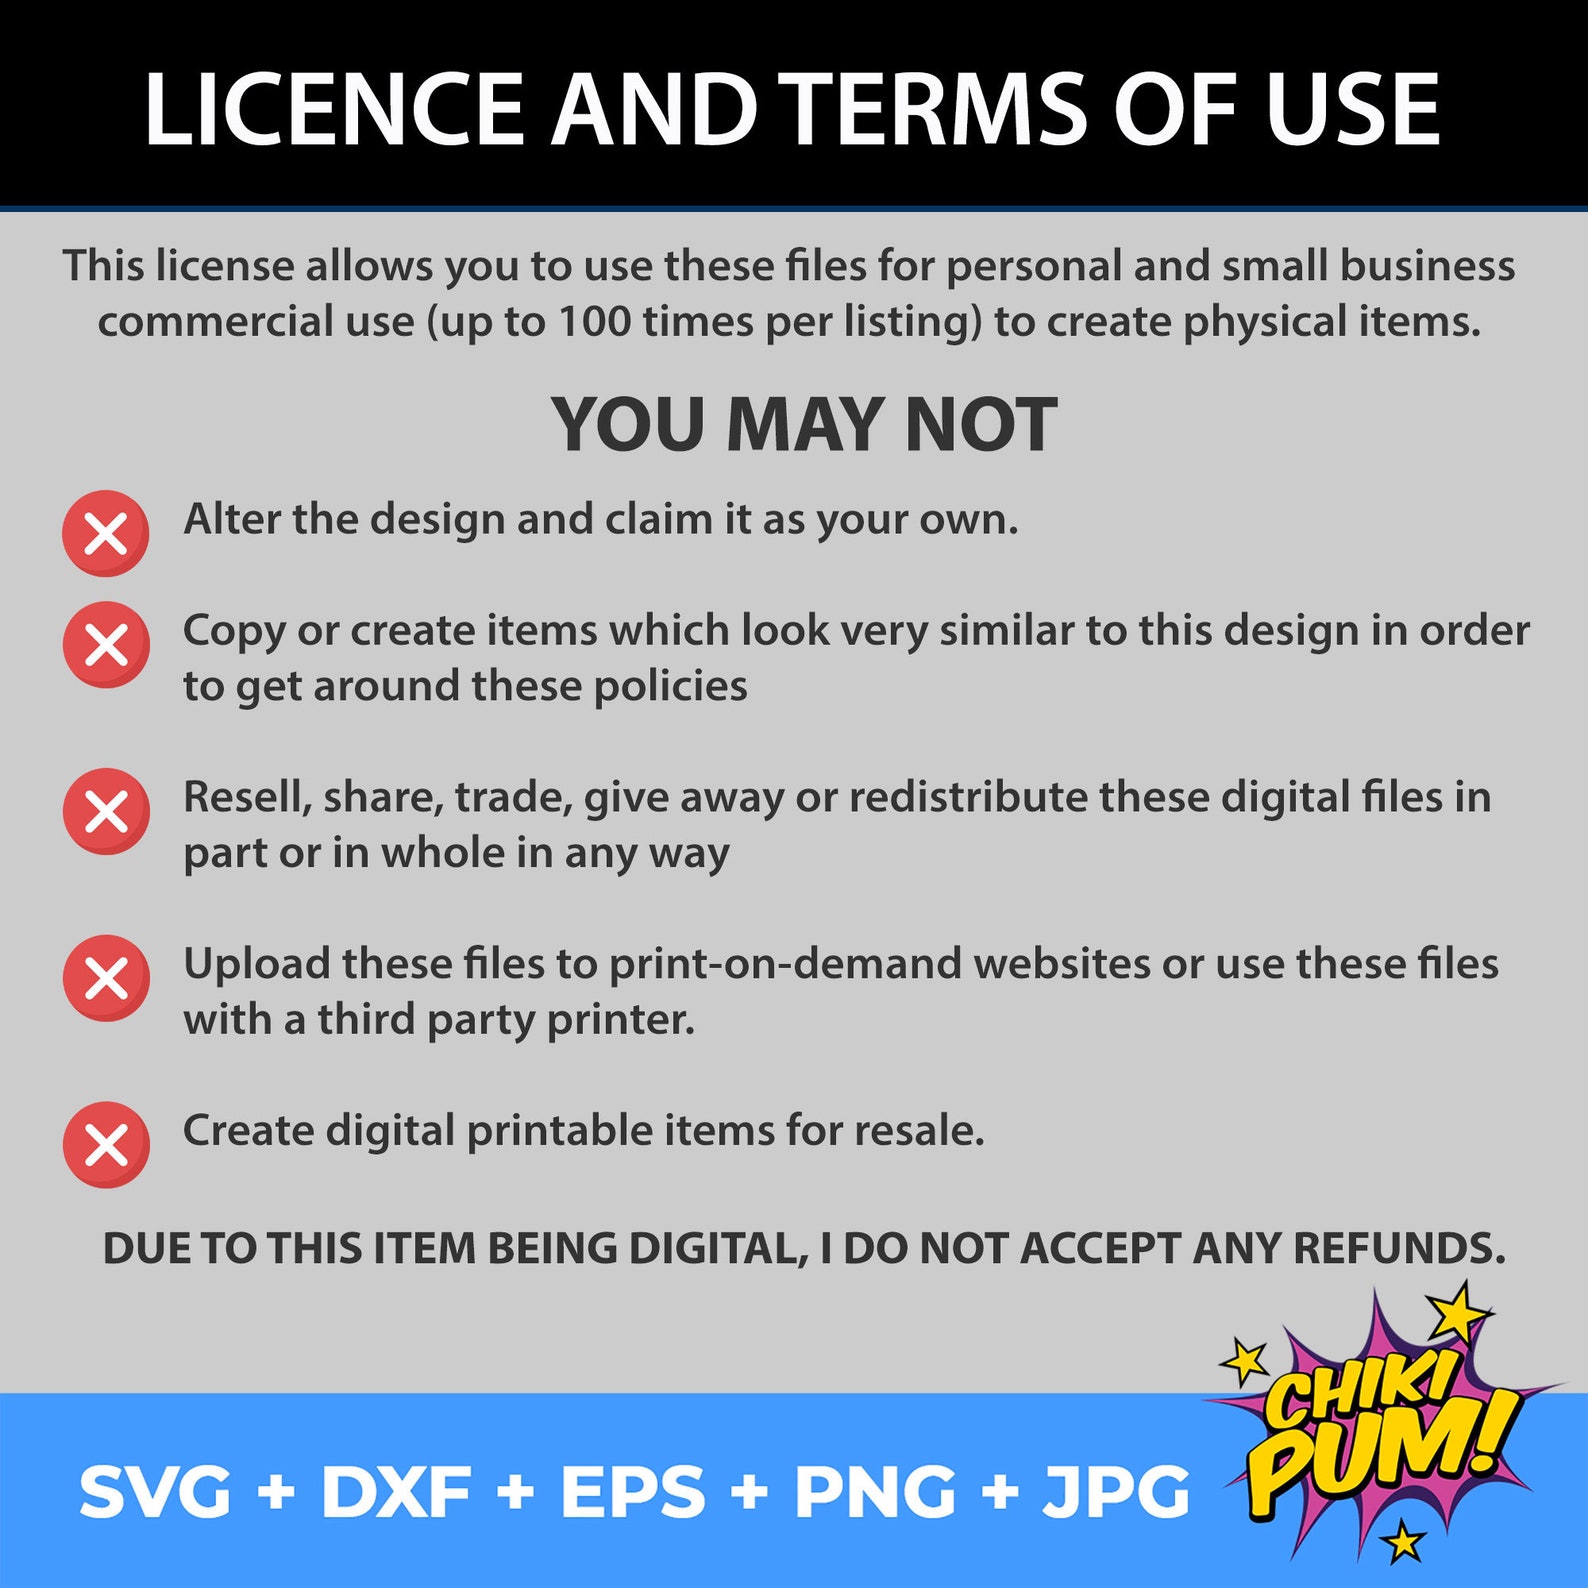 LICENCE AND TERMS OF USE
This license allows you to use these files for personal and small business
commercial use (up to 100 times per listing) to create physical items.
YOU MAY NOT
Alter the design and claim it as your own.
Copy or create items which look very similar to this design in order
to get around these policies
Resell, share, trade, give away or redistribute these digital files in
part or in whole in any way
Upload these files to print-on-demand websites or use these files
with a third party printer.
Create digital printable items for resale.
DUE TO THIS ITEM BEING DIGITAL, I DO NOT ACCEPT ANY REFUNDS.
CHIKI
PUM!
SVG + DXF + EPS + PNG + JPG